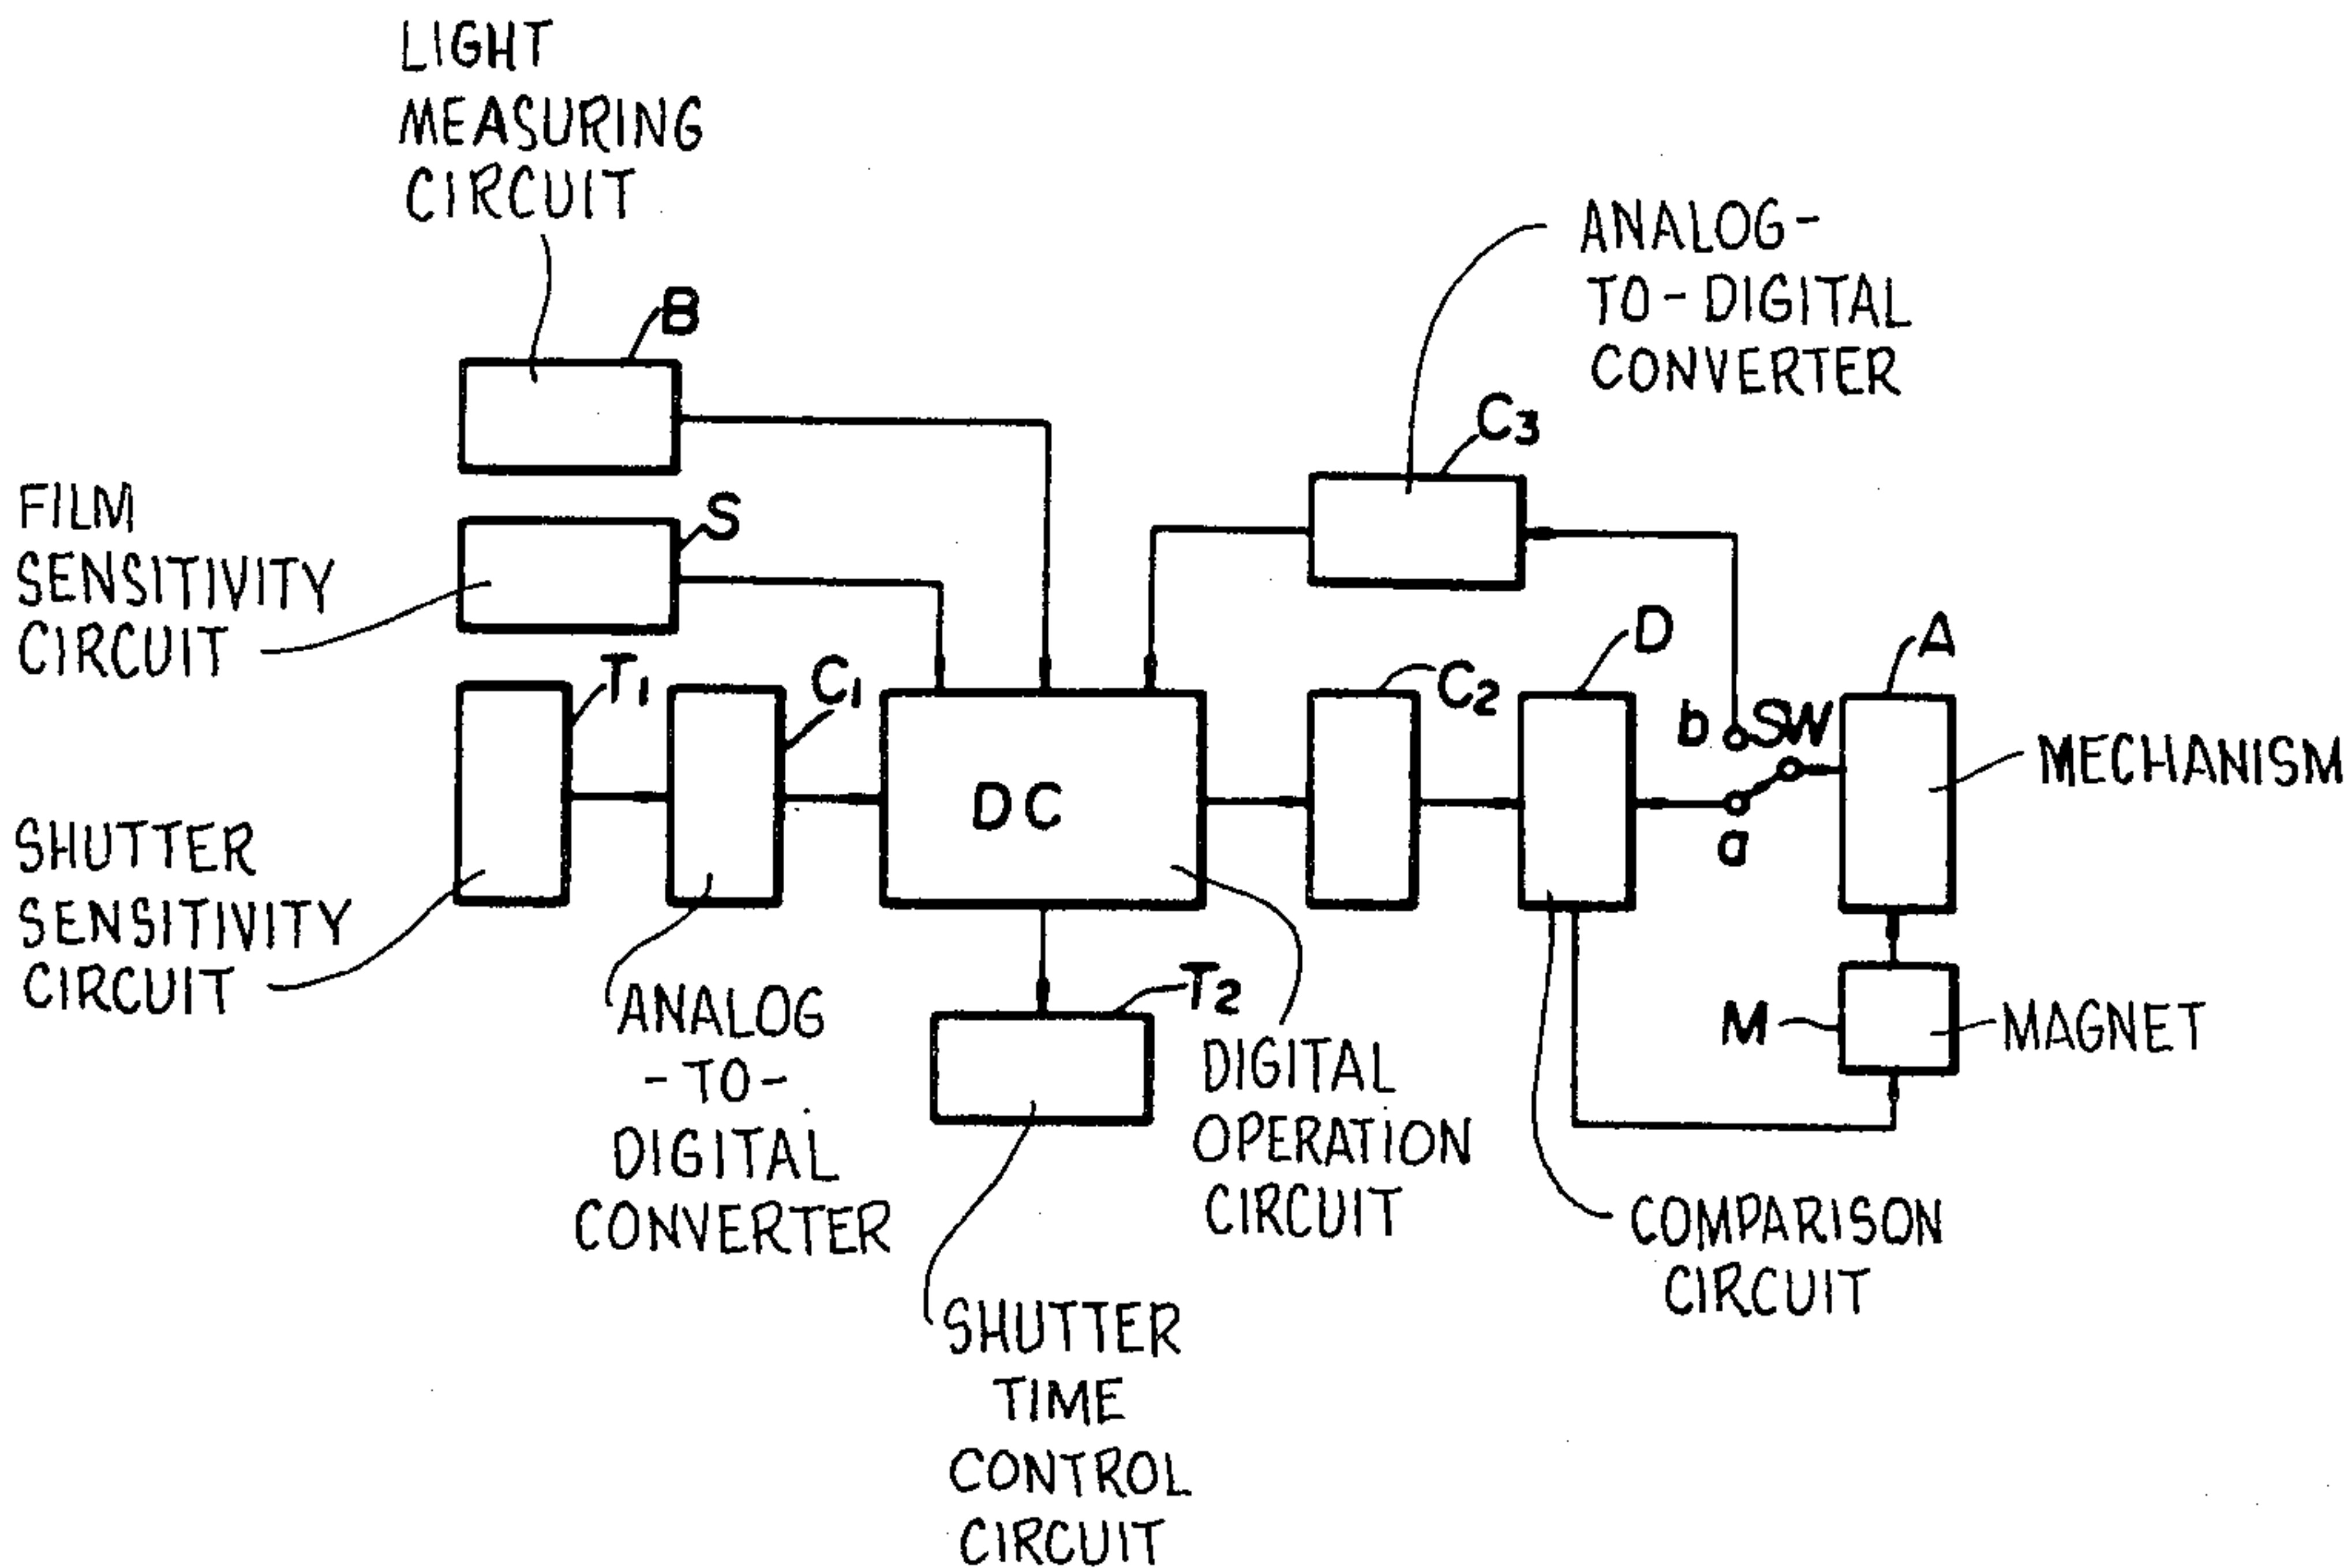 LIGHT
MEASURING
CIRCUIT
B
ANALOG-
TO-DIGITAL
CONVERTER
C3
FILM
SENSITIVITY
CIRCUIT
S
T1
C1
C2
D
A
b
SW
a
DC
MECHANISM
SHUTTER
SENSITIVITY
CIRCUIT
ANALOG
-TO-
DIGITAL
CONVERTER
T2
M
MAGNET
DIGITAL
OPERATION
CIRCUIT
COMPARISON
CIRCUIT
SHUTTER
TIME
CONTROL
CIRCUIT